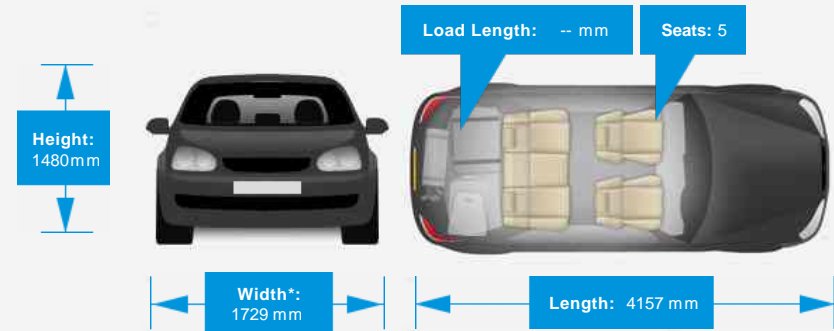 Load Length: -- mm
Seats: 5
Height:
1480mm
Width*:
1729 mm
Length: 4157 mm